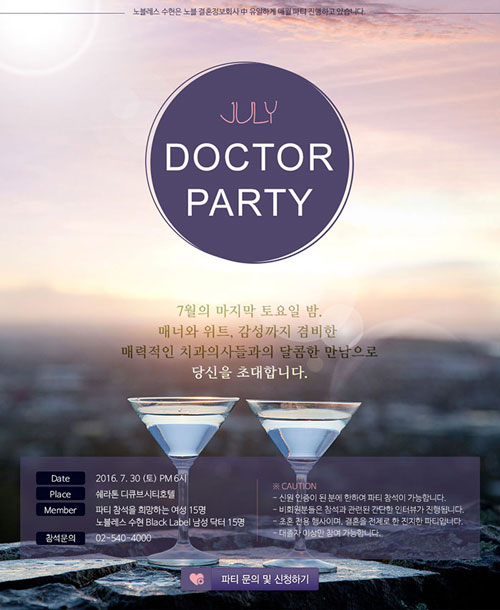 노블레스 수현은 노블 결혼정보회사 中 유일하게 매월 파티 진행하고 있습니다.
JULY
DOCTOR
PARTY
7월의 마지막 토요일 밤.
매너와 위트, 감성까지 겸비한
매력적인 치과의사들과의 달콤한 만남으로
당신을 초대합니다.
Date 2016. 7. 30 (토) PM 6시
Place 쉐라톤 디큐브시티호텔
Member 파티 참석을 희망하는 여성 15명
노블레스 수현 Black Label 남성 닥터 15명
참석문의 02-540-4000
※ CAUTION
- 신원 인증이 된 분에 한하여 파티 참석이 가능합니다.
- 비회원분들은 참석과 관련된 간단한 인터뷰가 진행됩니다.
- 초혼 전용 행사이며, 결혼을 전제로 한 진지한 파티입니다.
- 대졸자 이상만 참여 가능합니다.
파티 문의 및 신청하기